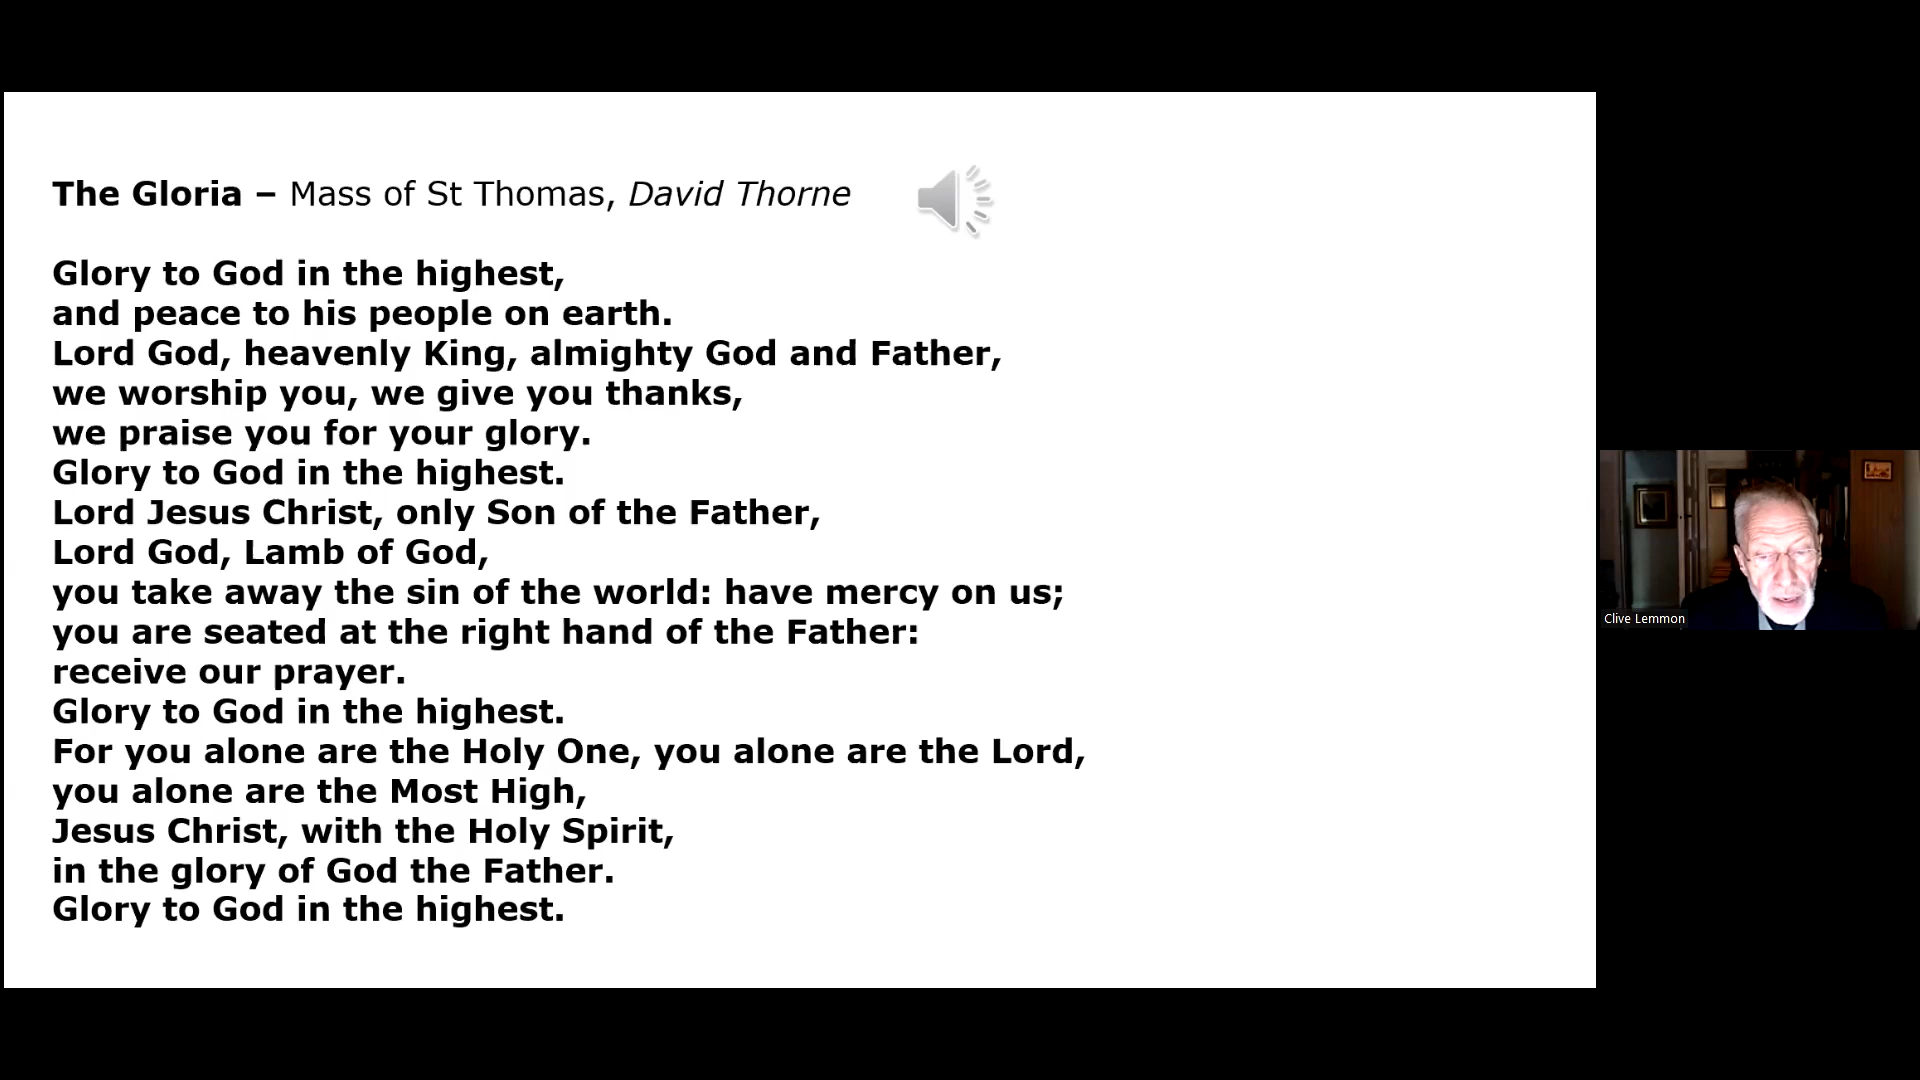 The Gloria – Mass of St Thomas, David Thorne
Glory to God in the highest,
and peace to his people on earth.
Lord God, heavenly King, almighty God and Father,
we worship you, we give you thanks,
we praise you for your glory.
Glory to God in the highest.
Lord Jesus Christ, only Son of the Father,
Lord God, Lamb of God,
you take away the sin of the world: have mercy on us;
you are seated at the right hand of the Father:
receive our prayer.
Glory to God in the highest.
For you alone are the Holy One, you alone are the Lord,
you alone are the Most High,
Jesus Christ, with the Holy Spirit,
in the glory of God the Father.
Glory to God in the highest.
Clive Lemmon